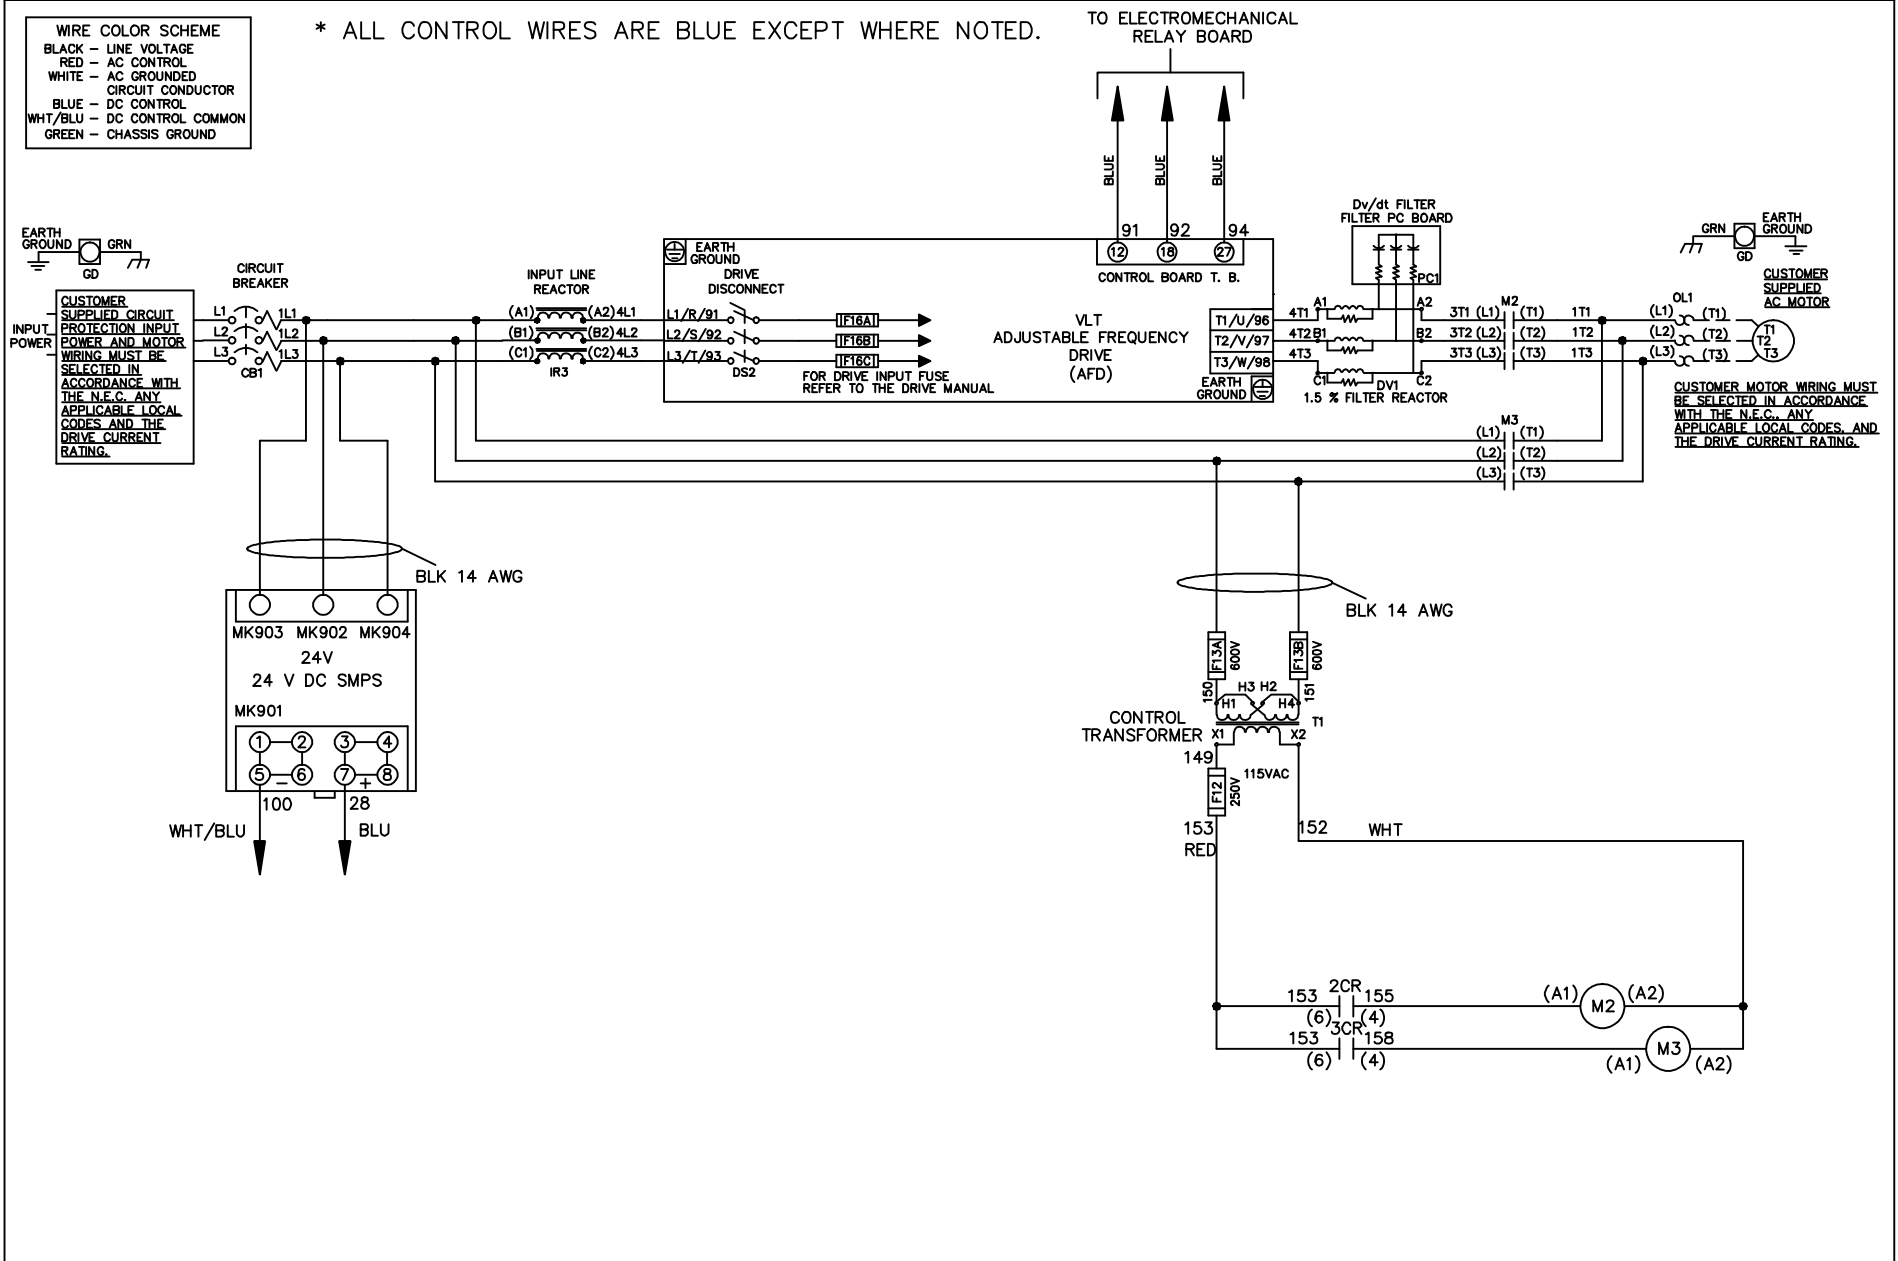 WIRE COLOR SCHEME
BLACK – LINE VOLTAGE
RED – AC CONTROL
WHITE – AC GROUNDED
CIRCUIT CONDUCTOR
BLUE – DC CONTROL
WHT/BLU – DC CONTROL COMMON
GREEN – CHASSIS GROUND
* ALL CONTROL WIRES ARE BLUE EXCEPT WHERE NOTED.
TO ELECTROMECHANICAL
RELAY BOARD
BLUE
BLUE
BLUE
91 92 94
12 18 27
CONTROL BOARD T. B.
EARTH
GROUND
GRN
GD
INPUT
POWER
CUSTOMER
SUPPLIED CIRCUIT
PROTECTION INPUT
POWER AND MOTOR
WIRING MUST BE
SELECTED IN
ACCORDANCE WITH
THE N.E.C. ANY
APPLICABLE LOCAL
CODES AND THE
DRIVE CURRENT
RATING.
CIRCUIT
BREAKER
L1 1L1
L2 1L2
L3 1L3
CB1
INPUT LINE
REACTOR
(A1) (A2) 4L1
(B1) (B2) 4L2
(C1) (C2) 4L3
IR3
EARTH
GROUND
DRIVE
DISCONNECT
L1/R/91
L2/S/92
L3/T/93
DS2
F16A
F16B
F16C
FOR DRIVE INPUT FUSE
REFER TO THE DRIVE MANUAL
VLT
ADJUSTABLE FREQUENCY
DRIVE
(AFD)
T1/U/96
T2/V/97
T3/W/98
EARTH
GROUND
Dv/dt FILTER
FILTER PC BOARD
PC1
4T1 A1 A2
4T2 B1 B2
4T3
C1 DV1 C2
1.5 % FILTER REACTOR
M2
3T1 (L1) (T1) 1T1
3T2 (L2) (T2) 1T2
3T3 (L3) (T3) 1T3
M3
(L1) (T1)
(L2) (T2)
(L3) (T3)
GRN
EARTH
GROUND
GD
CUSTOMER
SUPPLIED
AC MOTOR
OL1
(L1) (T1)
(L2) (T2)
(L3) (T3)
T1
T2
T3
CUSTOMER MOTOR WIRING MUST
BE SELECTED IN ACCORDANCE
WITH THE N.E.C., ANY
APPLICABLE LOCAL CODES, AND
THE DRIVE CURRENT RATING.
BLK 14 AWG
MK903 MK902 MK904
24V
24 V DC SMPS
MK901
1 2 3 4
5 – 6 7 + 8
100 28
WHT/BLU BLU
BLK 14 AWG
F13A
600V
F13B
600V
150
151
H3 H2
H1 H4
T1
CONTROL
TRANSFORMER
X1 X2
149
115VAC
F12
250V
153
RED
152 WHT
2CR
153 155
(6) (4)
(A1) M2 (A2)
3CR
153 158
(6) (4)
(A1) M3 (A2)